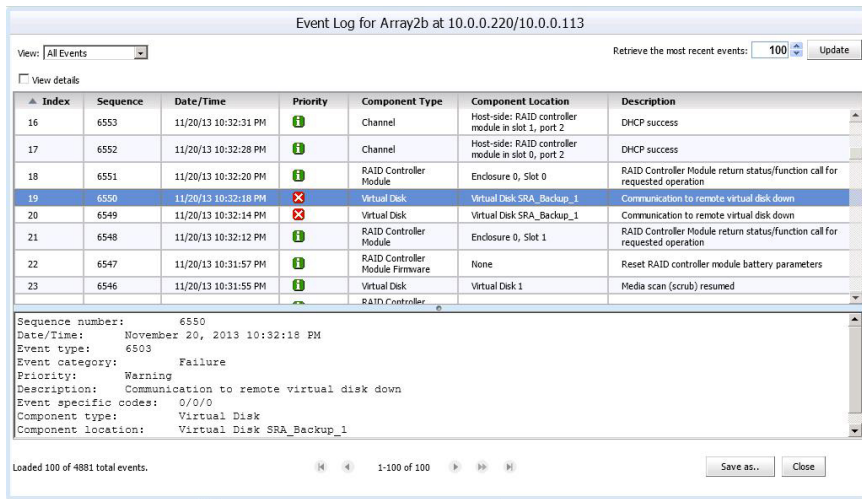 Event Log for Array2b at 10.0.0.220/10.0.0.113
View: All Events Retrieve the most recent events: 100 Update
View details
Index Sequence Date/Time Priority Component Type Component Location Description
16 6553 11/20/13 10:32:31 PM Channel Host-side: RAID controller module in slot 1, port 2 DHCP success
17 6552 11/20/13 10:32:28 PM Channel Host-side: RAID controller module in slot 0, port 2 DHCP success
18 6551 11/20/13 10:32:20 PM RAID Controller Module Enclosure 0, Slot 0 RAID Controller Module return status/function call for requested operation
19 6550 11/20/13 10:32:18 PM Virtual Disk Virtual Disk SRA_Backup_1 Communication to remote virtual disk down
20 6549 11/20/13 10:32:14 PM Virtual Disk Virtual Disk SRA_Backup_1 Communication to remote virtual disk down
21 6548 11/20/13 10:32:12 PM RAID Controller Module Enclosure 0, Slot 1 RAID Controller Module return status/function call for requested operation
22 6547 11/20/13 10:31:57 PM RAID Controller Module Firmware None Reset RAID controller module battery parameters
23 6546 11/20/13 10:31:55 PM Virtual Disk Virtual Disk 1 Media scan (scrub) resumed
RAID Controller
Sequence number: 6550
Date/Time: November 20, 2013 10:32:18 PM
Event type: 6503
Event category: Failure
Priority: Warning
Description: Communication to remote virtual disk down
Event specific codes: 0/0/0
Component type: Virtual Disk
Component location: Virtual Disk SRA_Backup_1
Loaded 100 of 4881 total events. 1-100 of 100 Save as.. Close